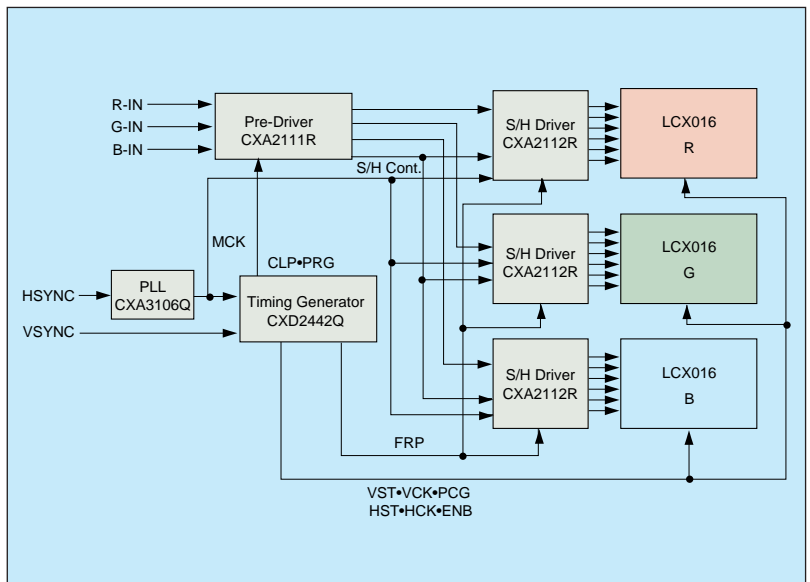 R-IN
G-IN
B-IN
Pre-Driver
CXA2111R
S/H Driver
CXA2112R
LCX016
R
S/H Cont.
MCK
CLP•PRG
HSYNC
PLL
CXA3106Q
VSYNC
Timing Generator
CXD2442Q
S/H Driver
CXA2112R
LCX016
G
S/H Driver
CXA2112R
LCX016
B
FRP
VST•VCK•PCG
HST•HCK•ENB